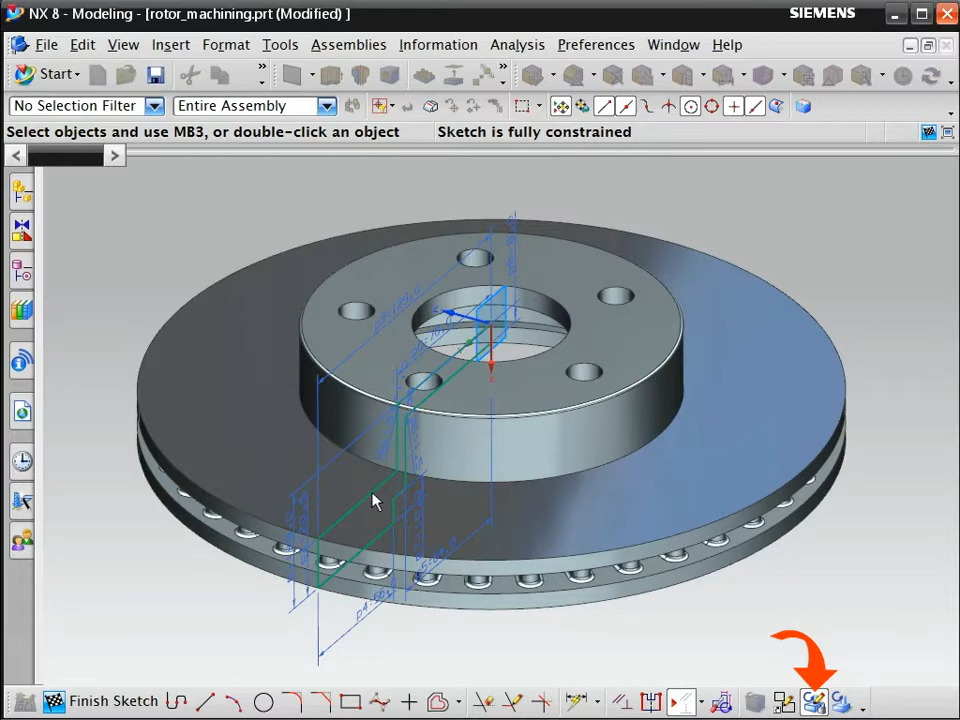 NX 8 - Modeling - [rotor_machining.prt (Modified) ]
SIEMENS
File Edit View Insert Format Tools Assemblies Information Analysis Preferences Window Help
Start
No Selection Filter Entire Assembly
Select objects and use MB3, or double-click an object Sketch is fully constrained
Finish Sketch